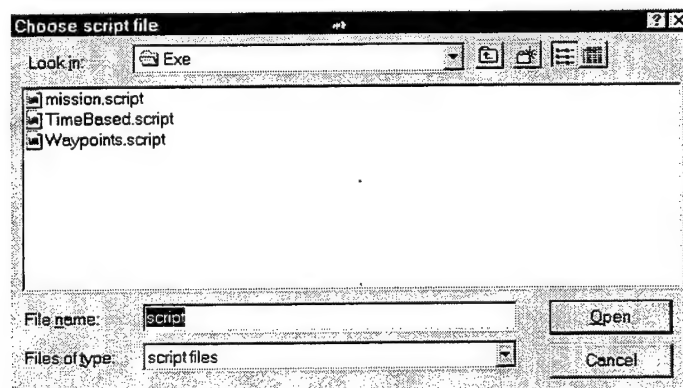 Choose script file
Look in: Exe
mission.script
TimeBased.script
Waypoints.script
File name: script Open
Files of type: script files Cancel